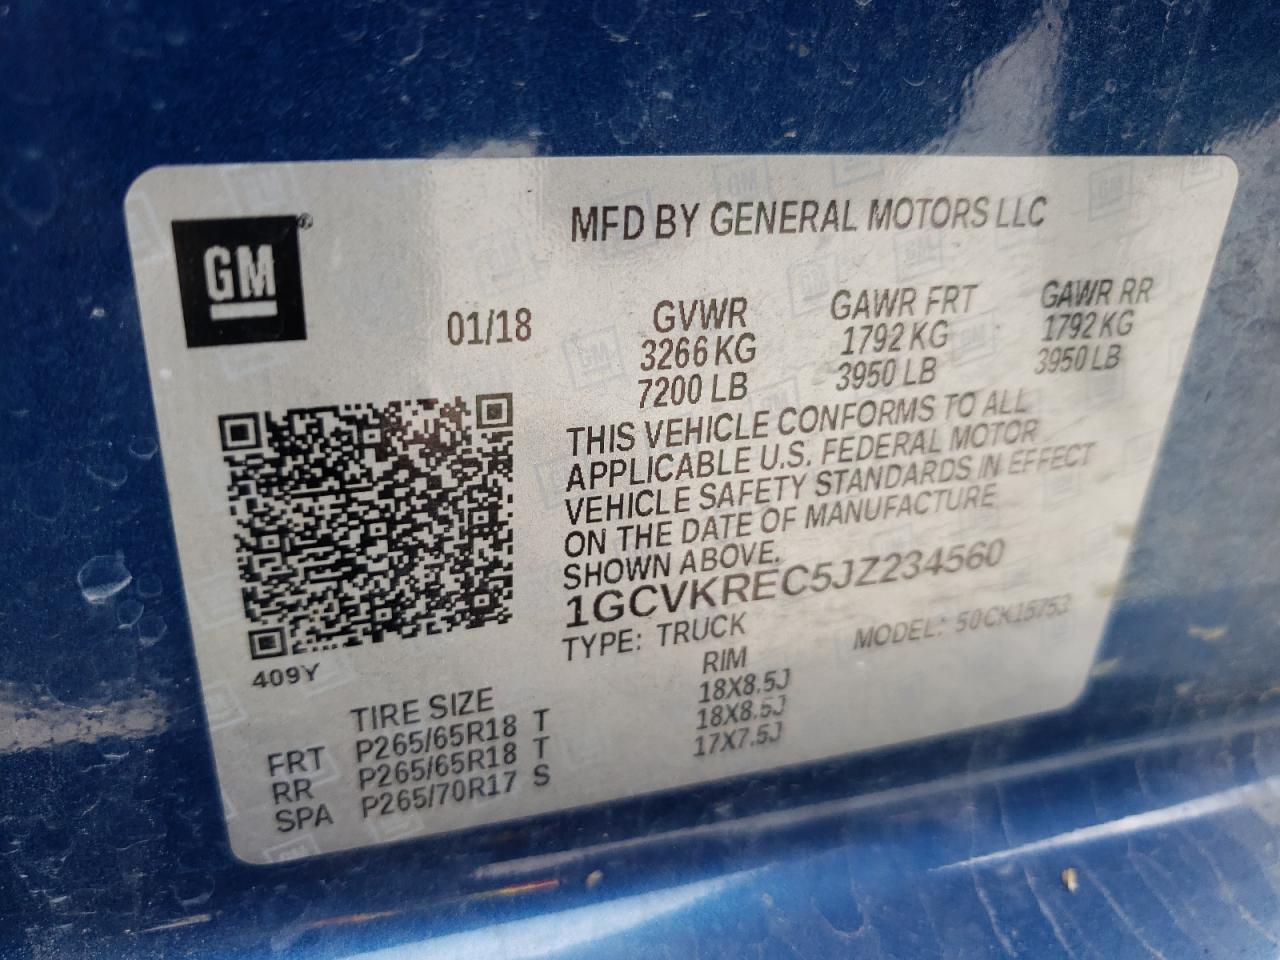 GM®
MFD BY GENERAL MOTORS LLC
01/18
GVWR GAWR FRT GAWR RR
3266 KG 1792 KG 1792 KG
7200 LB 3950 LB 3950 LB
THIS VEHICLE CONFORMS TO ALL
APPLICABLE U.S. FEDERAL MOTOR
VEHICLE SAFETY STANDARDS IN EFFECT
ON THE DATE OF MANUFACTURE
SHOWN ABOVE.
1GCVKREC5JZ234560
TYPE: TRUCK MODEL: 50CK15753
409Y
TIRE SIZE RIM
FRT P265/65R18 T 18X8.5J
RR P265/65R18 T 18X8.5J
SPA P265/70R17 S 17X7.5J